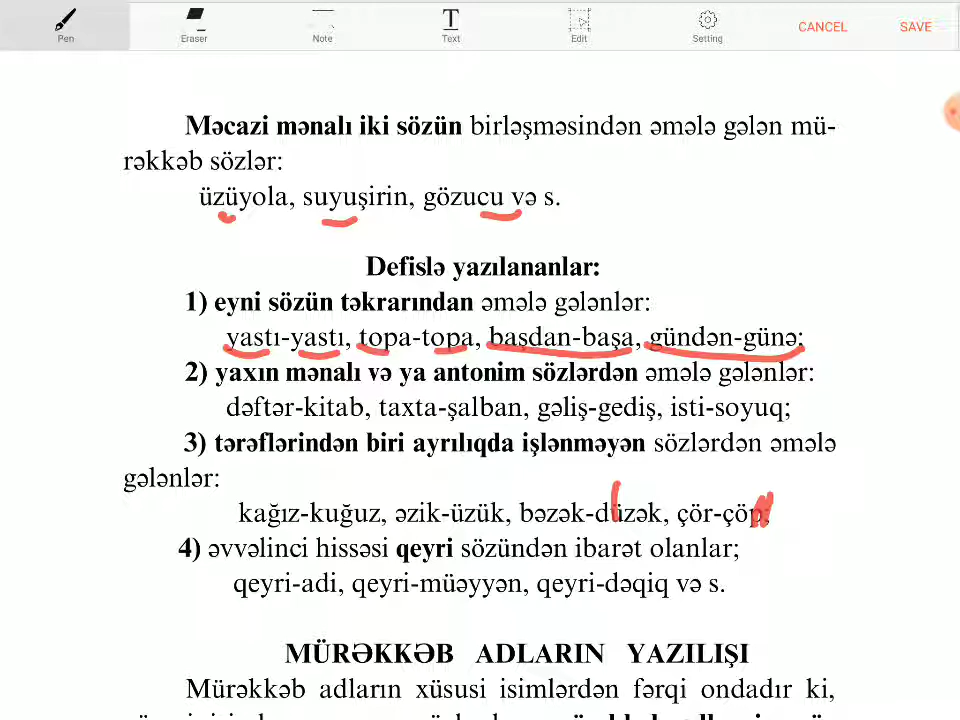 Pen Eraser Note Text Edit Setting CANCEL SAVE
Məcazi mənalı iki sözün birləşməsindən əmələ gələn mü-
rəkkəb sözlər:
üzüyola, suyuşirin, gözucu və s.
Defislə yazılananlar:
1) eyni sözün təkrarından əmələ gələnlər:
yastı-yastı, topa-topa, başdan-başa, gündən-günə;
2) yaxın mənalı və ya antonim sözlərdən əmələ gələnlər:
dəftər-kitab, taxta-şalban, gəliş-gediş, isti-soyuq;
3) tərəflərindən biri ayrılıqda işlənməyən sözlərdən əmələ
gələnlər:
kağız-kuğuz, əzik-üzük, bəzək-düzək, çör-çöp;
4) əvvəlinci hissəsi qeyri sözündən ibarət olanlar;
qeyri-adi, qeyri-müəyyən, qeyri-dəqiq və s.
MÜRƏKKƏB ADLARIN YAZILIŞI
Mürəkkəb adların xüsusi isimlərdən fərqi ondadır ki,